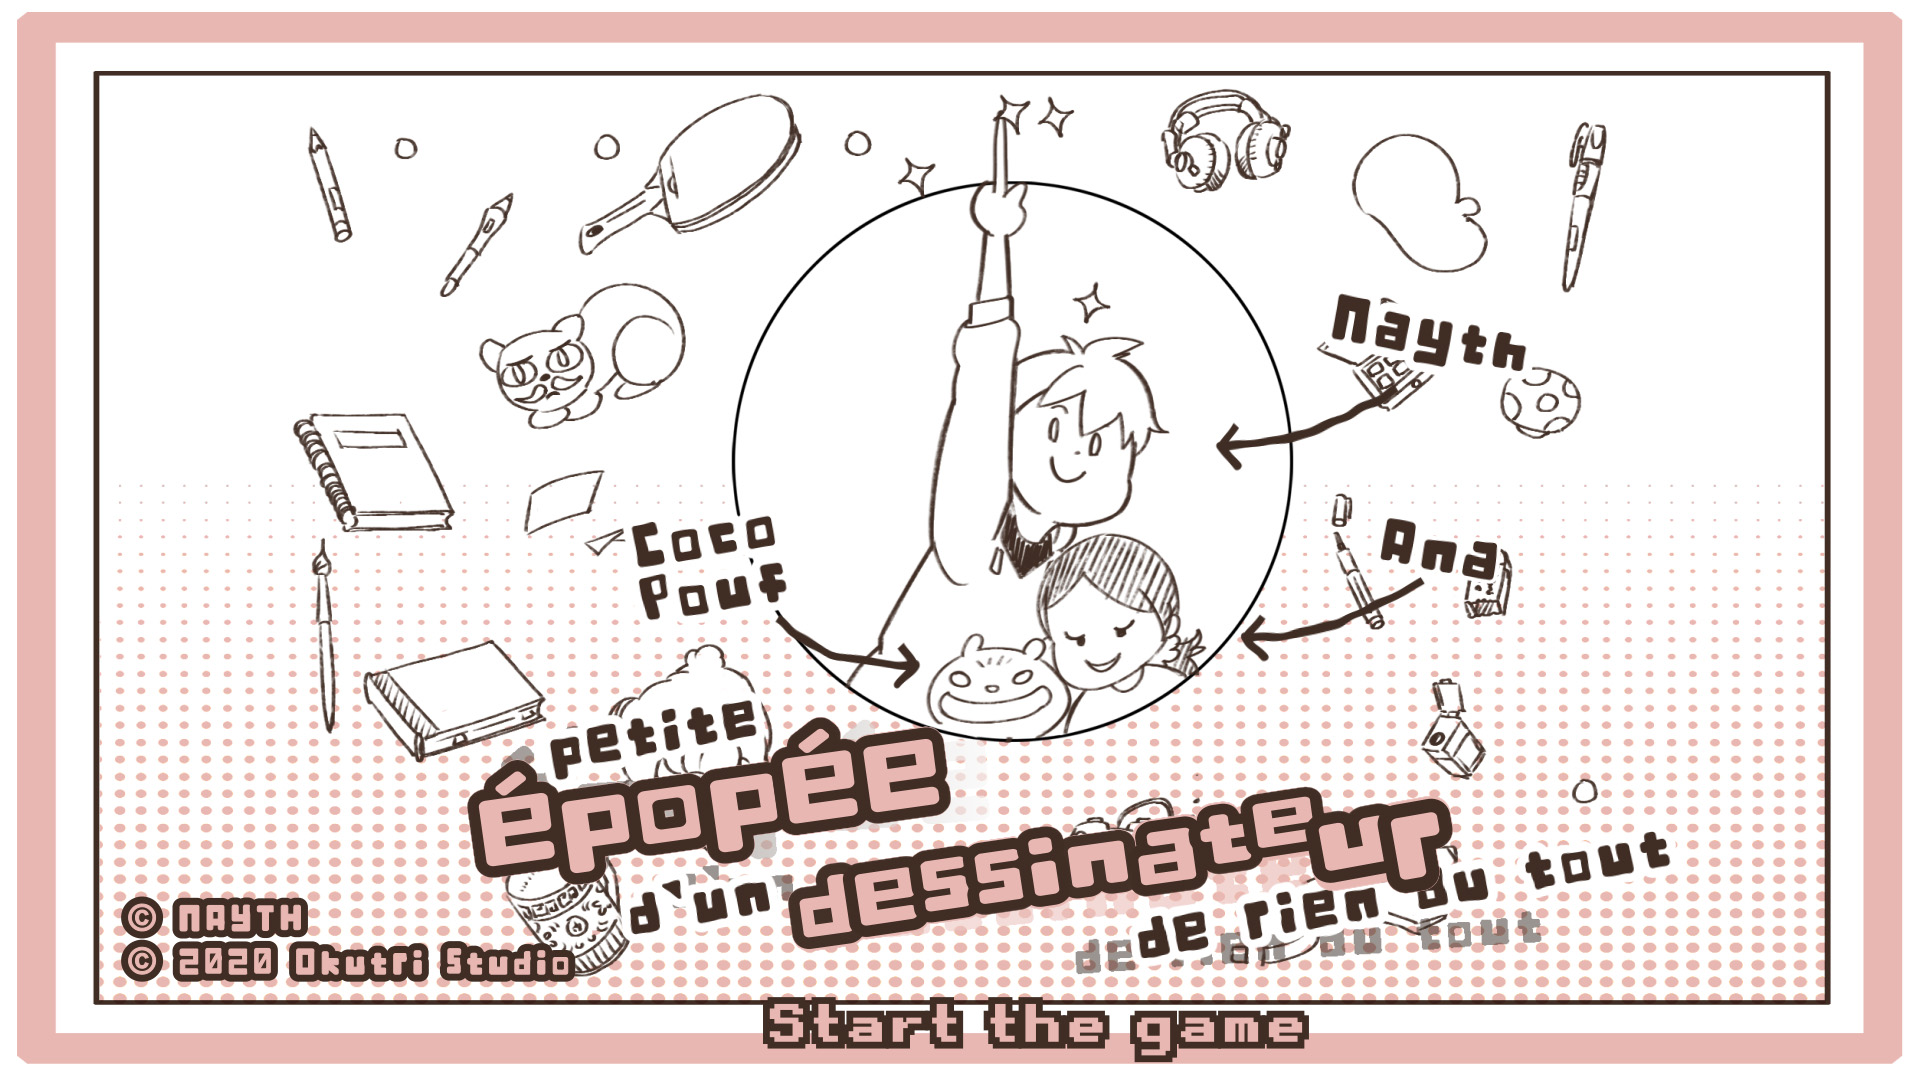 Nayth
Coco
Pouf
Ana
petite
épopée
d'un
dessinateur
de rien du tout
© NAYTH
© 2020 Okutri Studio
Start the game